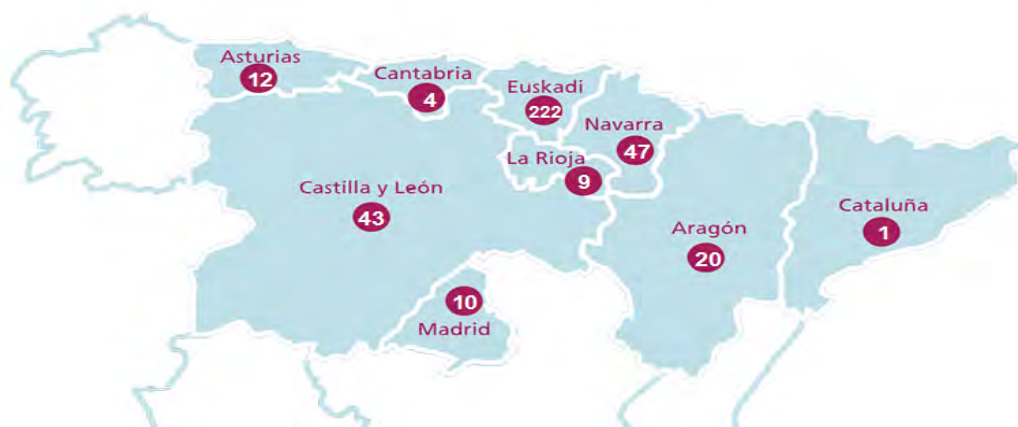 Asturias
12
Cantabria
4
Euskadi
222
Navarra
47
La Rioja
9
Castilla y León
43
Aragón
20
Cataluña
1
10
Madrid